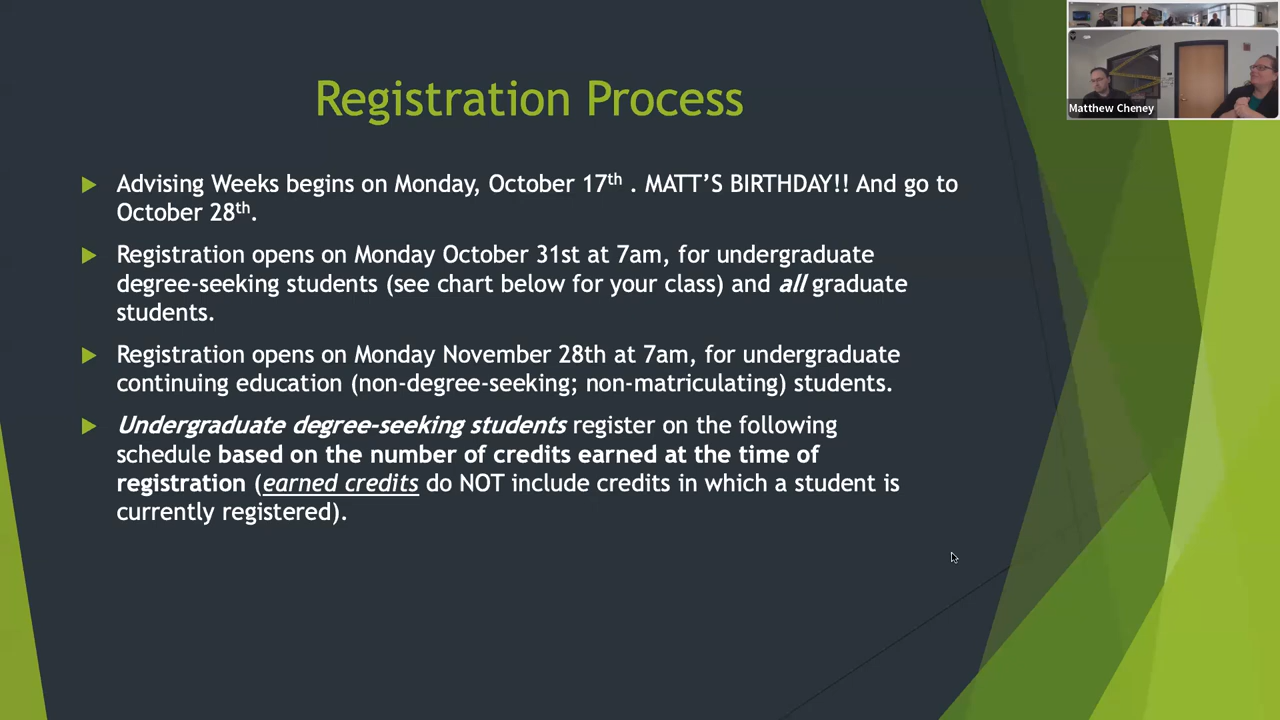 Registration Process
Advising Weeks begins on Monday, October 17th . MATT'S BIRTHDAY!! And go to
October 28th.
Registration opens on Monday October 31st at 7am, for undergraduate
degree-seeking students (see chart below for your class) and all graduate
students.
Registration opens on Monday November 28th at 7am, for undergraduate
continuing education (non-degree-seeking; non-matriculating) students.
Undergraduate degree-seeking students register on the following
schedule based on the number of credits earned at the time of
registration (earned credits do NOT include credits in which a student is
currently registered).
Matthew Cheney